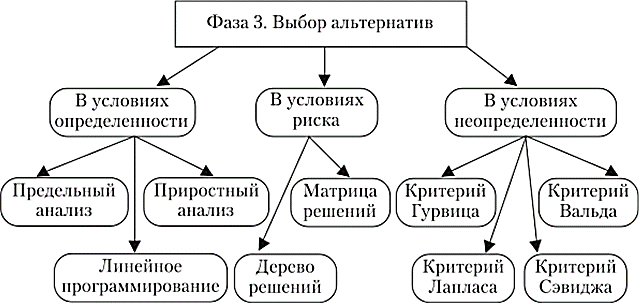 Фаза 3. Выбор альтернатив
В условиях
определенности
В условиях
риска
В условиях
неопределенности
Предельный
анализ
Приростный
анализ
Матрица
решений
Критерий
Гурвица
Критерий
Вальда
Линейное
программирование
Дерево
решений
Критерий
Лапласа
Критерий
Сэвиджа